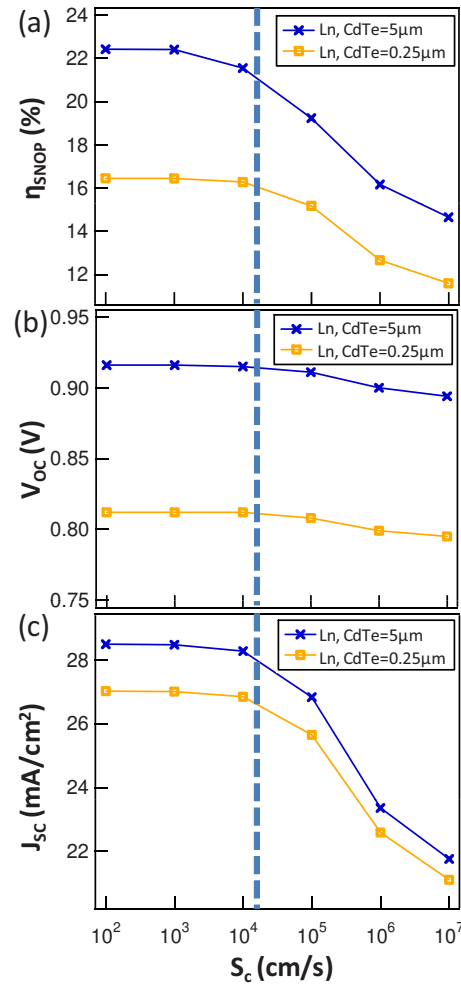 (a)
24
22
20
18
16
14
12
ηSNOP (%)
Ln, CdTe=5μm
Ln, CdTe=0.25μm
(b)
0.95
0.90
0.85
0.80
0.75
VOC (V)
Ln, CdTe=5μm
Ln, CdTe=0.25μm
(c)
28
26
24
22
JSC (mA/cm²)
Ln, CdTe=5μm
Ln, CdTe=0.25μm
10² 10³ 10⁴ 10⁵ 10⁶ 10⁷
Sc (cm/s)